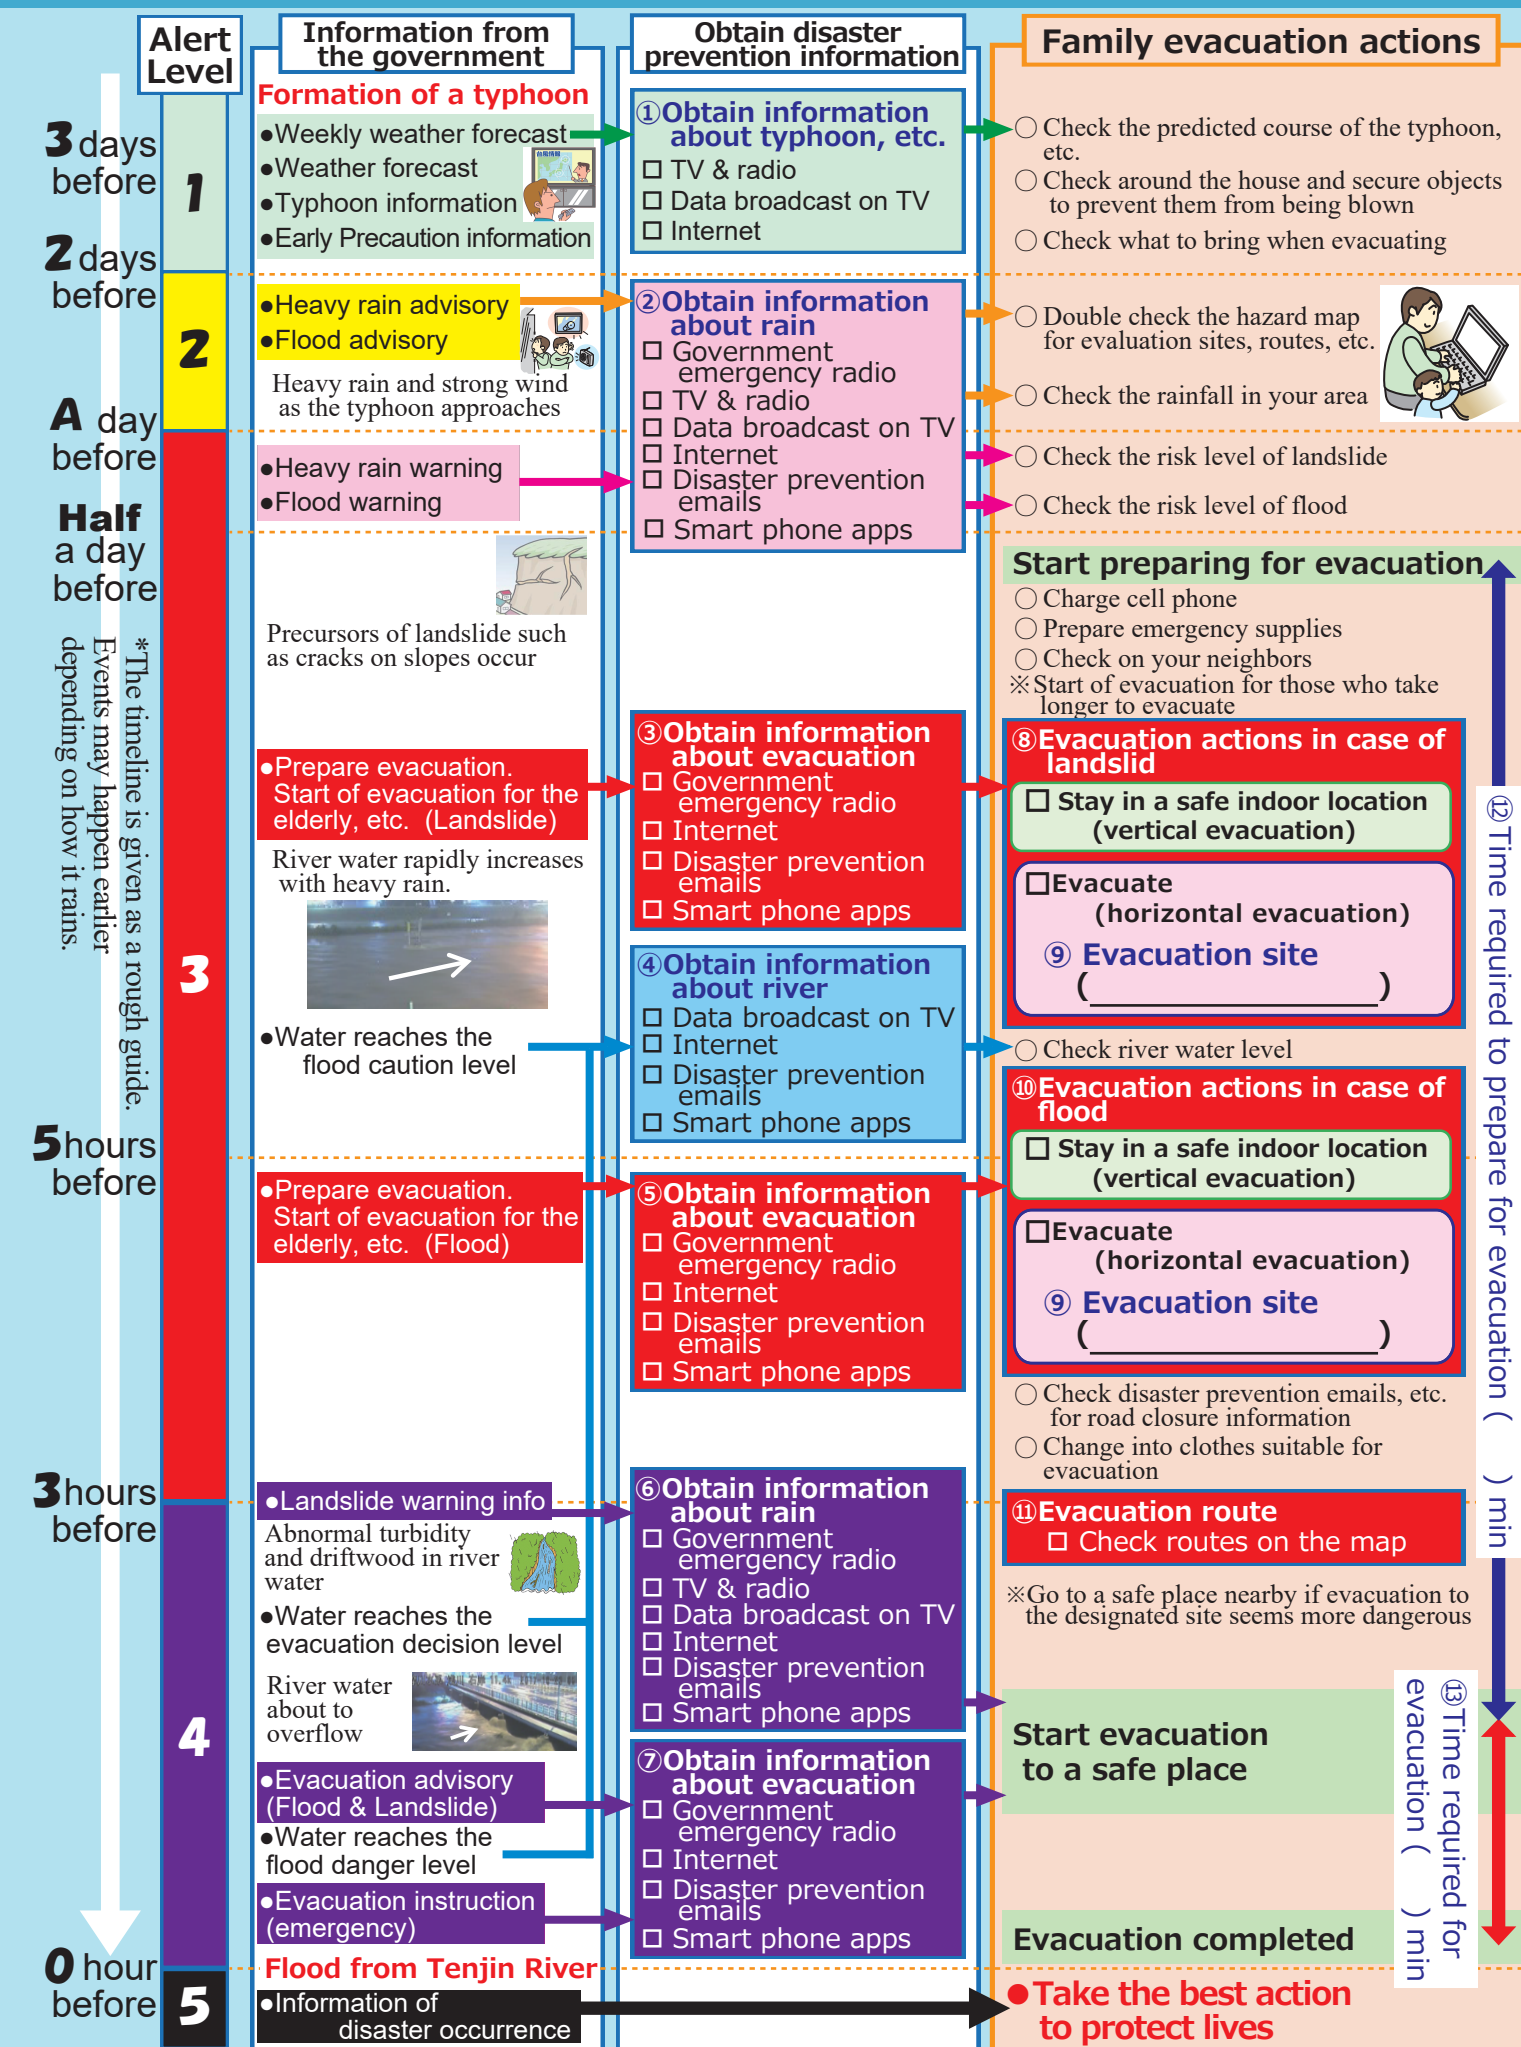 Alert
Level
Information from
the government
Obtain disaster
prevention information
Family evacuation actions
3 days
before
2 days
before
A day
before
Half
a day
before
*The timeline is given as a rough guide.
Events may happen earlier
depending on how it rains.
5 hours
before
3 hours
before
0 hour
before
1
2
3
4
5
Formation of a typhoon
●Weekly weather forecast
●Weather forecast
●Typhoon information
●Early Precaution information
台風情報
●Heavy rain advisory
●Flood advisory
Heavy rain and strong wind
as the typhoon approaches
●Heavy rain warning
●Flood warning
Precursors of landslide such
as cracks on slopes occur
●Prepare evacuation.
Start of evacuation for the
elderly, etc. (Landslide)
River water rapidly increases
with heavy rain.
●Water reaches the
flood caution level
●Prepare evacuation.
Start of evacuation for the
elderly, etc. (Flood)
●Landslide warning info
Abnormal turbidity
and driftwood in river
water
●Water reaches the
evacuation decision level
River water
about to
overflow
●Evacuation advisory
(Flood & Landslide)
●Water reaches the
flood danger level
●Evacuation instruction
(emergency)
Flood from Tenjin River
●Information of
disaster occurrence
①Obtain information
about typhoon, etc.
□ TV & radio
□ Data broadcast on TV
□ Internet
②Obtain information
about rain
□ Government
emergency radio
□ TV & radio
□ Data broadcast on TV
□ Internet
□ Disaster prevention
emails
□ Smart phone apps
③Obtain information
about evacuation
□ Government
emergency radio
□ Internet
□ Disaster prevention
emails
□ Smart phone apps
④Obtain information
about river
□ Data broadcast on TV
□ Internet
□ Disaster prevention
emails
□ Smart phone apps
⑤Obtain information
about evacuation
□ Government
emergency radio
□ Internet
□ Disaster prevention
emails
□ Smart phone apps
⑥Obtain information
about rain
□ Government
emergency radio
□ TV & radio
□ Data broadcast on TV
□ Internet
□ Disaster prevention
emails
□ Smart phone apps
⑦Obtain information
about evacuation
□ Government
emergency radio
□ Internet
□ Disaster prevention
emails
□ Smart phone apps
○ Check the predicted course of the typhoon,
etc.
○ Check around the house and secure objects
to prevent them from being blown
○ Check what to bring when evacuating
○ Double check the hazard map
for evaluation sites, routes, etc.
○ Check the rainfall in your area
○ Check the risk level of landslide
○ Check the risk level of flood
Start preparing for evacuation
○ Charge cell phone
○ Prepare emergency supplies
○ Check on your neighbors
※Start of evacuation for those who take
longer to evacuate
⑧Evacuation actions in case of
landslid
□ Stay in a safe indoor location
(vertical evacuation)
□Evacuate
(horizontal evacuation)
⑨ Evacuation site
(____________________)
○ Check river water level
⑩Evacuation actions in case of
flood
□ Stay in a safe indoor location
(vertical evacuation)
□Evacuate
(horizontal evacuation)
⑨ Evacuation site
(____________________)
○ Check disaster prevention emails, etc.
for road closure information
○ Change into clothes suitable for
evacuation
⑪Evacuation route
□ Check routes on the map
※Go to a safe place nearby if evacuation to
the designated site seems more dangerous
Start evacuation
to a safe place
Evacuation completed
● Take the best action
to protect lives
⑫Time required to prepare for evacuation (    ) min
⑬Time required for
evacuation (    ) min